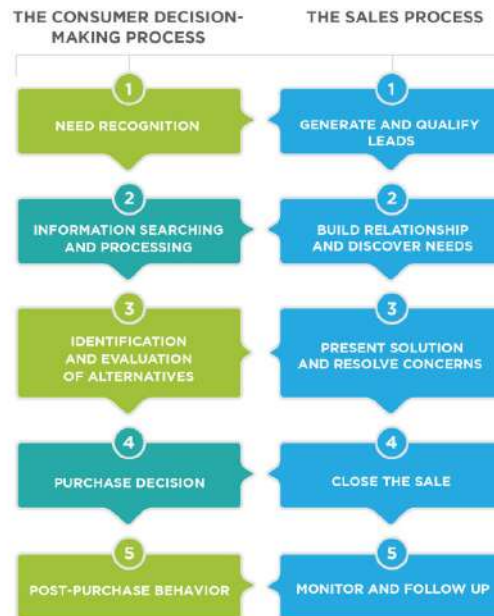 THE CONSUMER DECISION-
MAKING PROCESS
THE SALES PROCESS
1
NEED RECOGNITION
1
GENERATE AND QUALIFY
LEADS
2
INFORMATION SEARCHING
AND PROCESSING
2
BUILD RELATIONSHIP
AND DISCOVER NEEDS
3
IDENTIFICATION
AND EVALUATION
OF ALTERNATIVES
3
PRESENT SOLUTION
AND RESOLVE CONCERNS
4
PURCHASE DECISION
4
CLOSE THE SALE
5
POST-PURCHASE BEHAVIOR
5
MONITOR AND FOLLOW UP